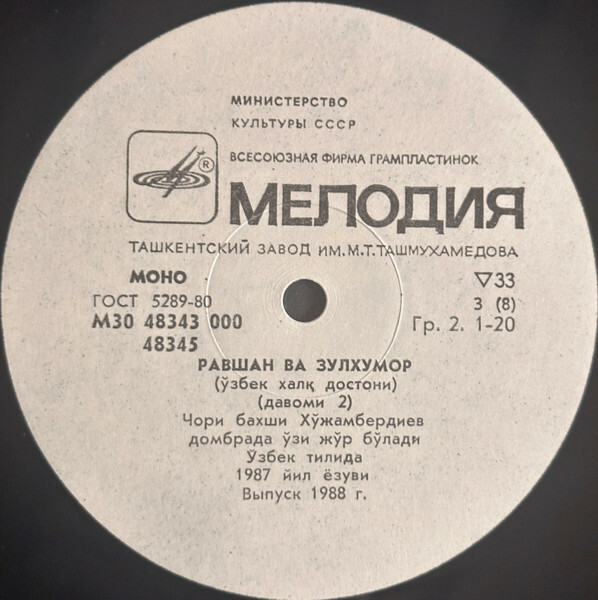 МИНИСТЕРСТВО
КУЛЬТУРЫ СССР
ВСЕСОЮЗНАЯ ФИРМА ГРАМПЛАСТИНОК
®
МЕЛОДИЯ
ТАШКЕНТСКИЙ ЗАВОД ИМ.М.Т.ТАШМУХАМЕДОВА
МОНО ▽33
ГОСТ 5289-80 3 (8)
М30 48343 000 Гр. 2. 1-20
48345
РАВШАН ВА ЗУЛХУМОР
(ўзбек халқ достони)
(давоми 2)
Чори бахши Хўжамбердиев
домбрада ўзи жўр бўлади
Ўзбек тилида
1987 йил ёзуви
Выпуск 1988 г.